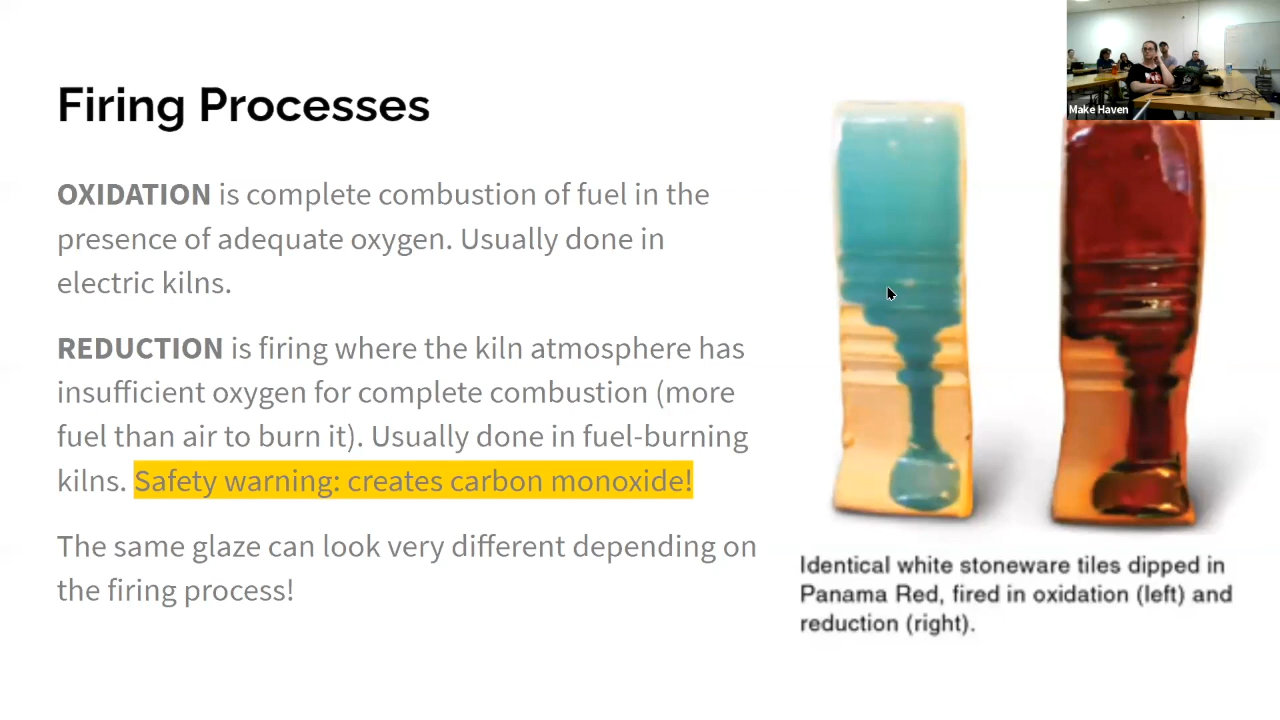 Firing Processes
OXIDATION is complete combustion of fuel in the
presence of adequate oxygen. Usually done in
electric kilns.
REDUCTION is firing where the kiln atmosphere has
insufficient oxygen for complete combustion (more
fuel than air to burn it). Usually done in fuel-burning
kilns. Safety warning: creates carbon monoxide!
The same glaze can look very different depending on
the firing process!
Make Haven
Identical white stoneware tiles dipped in
Panama Red, fired in oxidation (left) and
reduction (right).